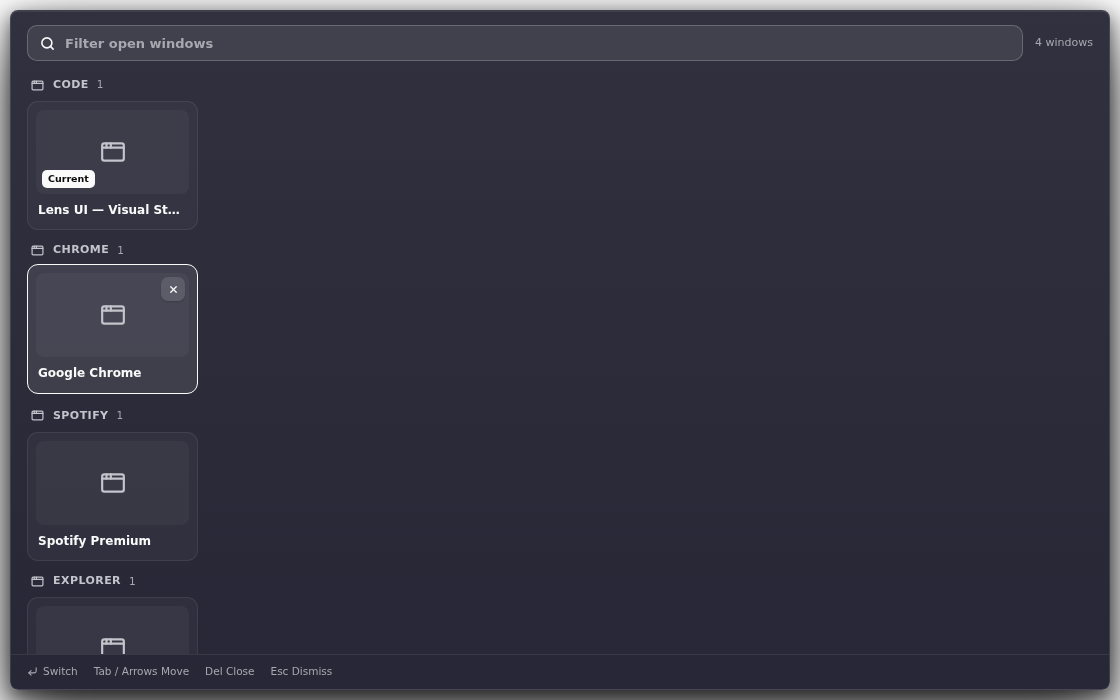 Filter open windows
4 windows
CODE 1
Current
Lens UI — Visual St...
CHROME 1
Google Chrome
SPOTIFY 1
Spotify Premium
EXPLORER 1
Switch Tab / Arrows Move Del Close Esc Dismiss